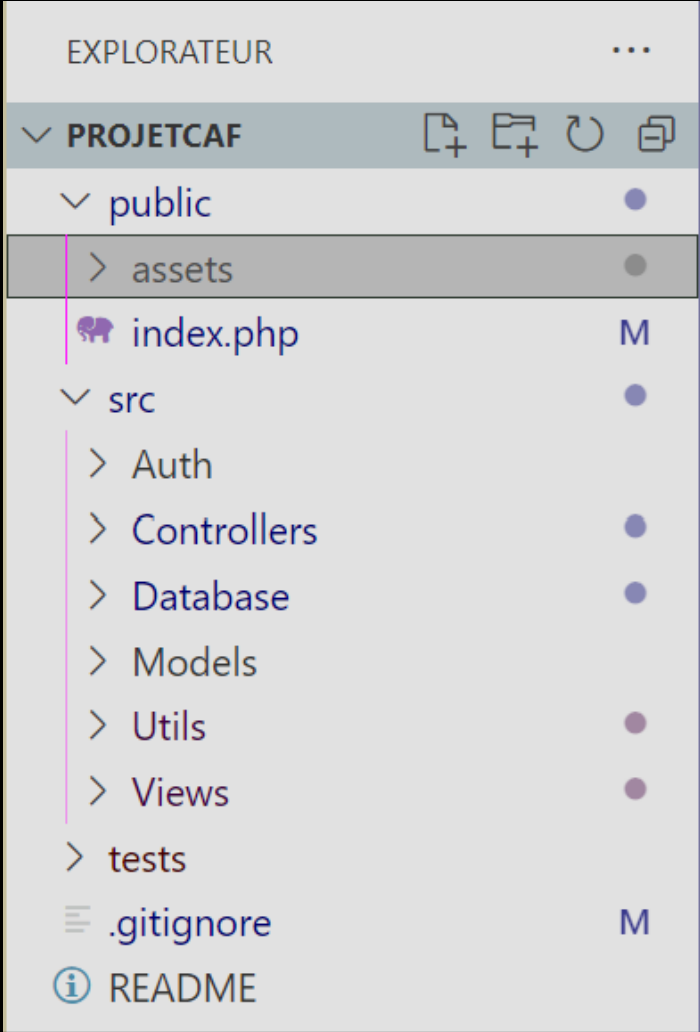 EXPLORATEUR
PROJETCAF
public
assets
index.php M
src
Auth
Controllers
Database
Models
Utils
Views
tests
.gitignore M
README